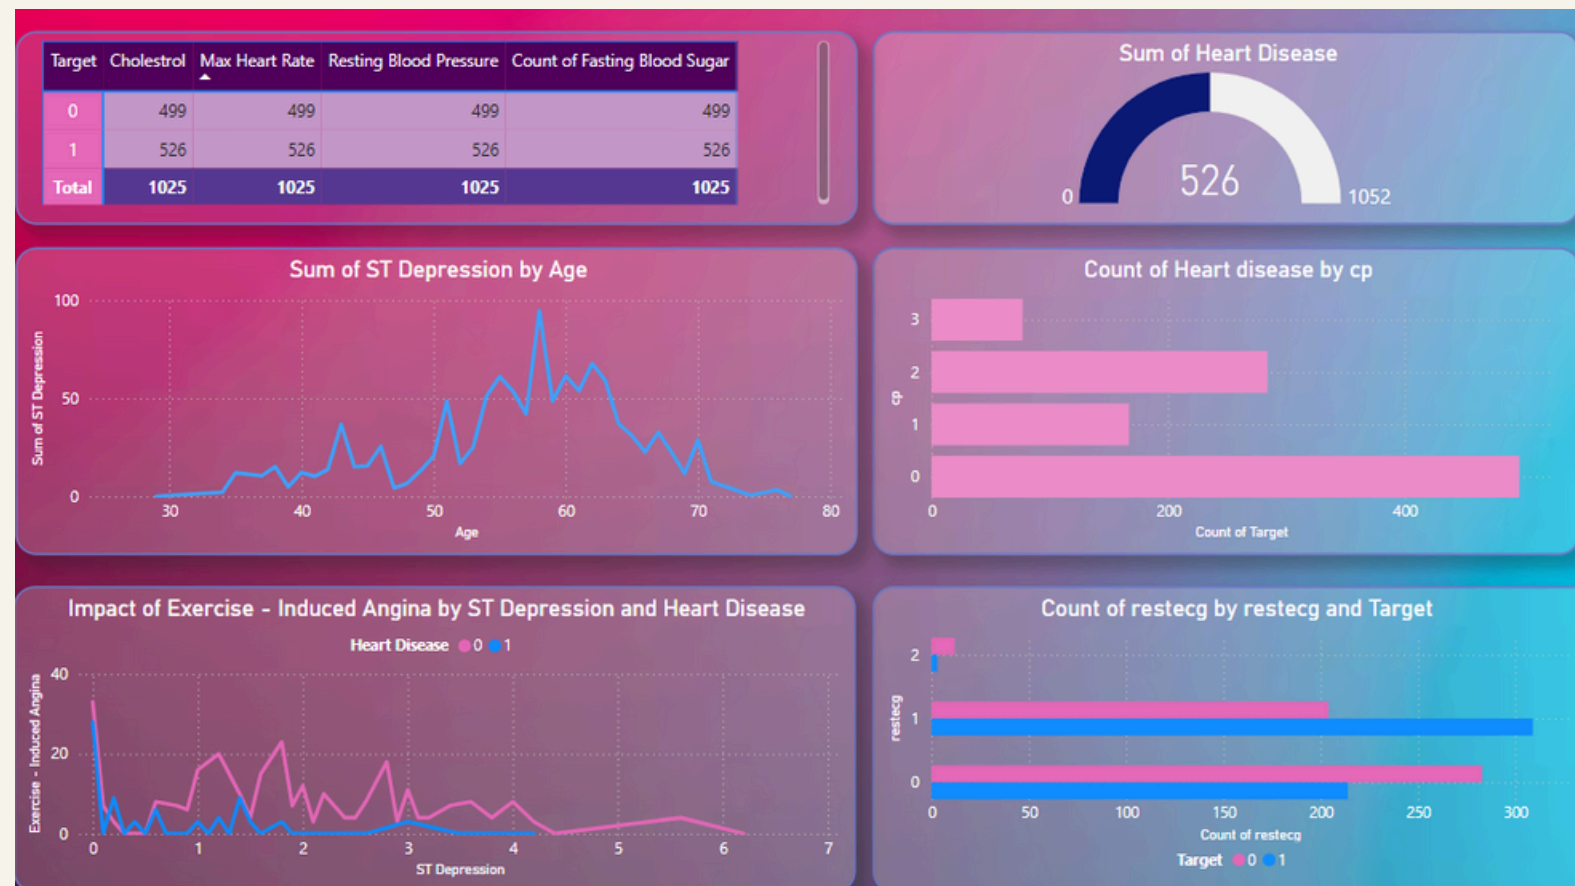 Target Cholestrol Max Heart Rate Resting Blood Pressure Count of Fasting Blood Sugar
0 499 499 499 499
1 526 526 526 526
Total 1025 1025 1025 1025
Sum of Heart Disease
526
0 1052
Sum of ST Depression by Age
Sum of ST Depression
100
50
0
30 40 50 60 70 80
Age
Count of Heart disease by cp
cp
3
2
1
0
0 200 400
Count of Target
Impact of Exercise - Induced Angina by ST Depression and Heart Disease
Heart Disease 0 1
Exercise - Induced Angina
40
20
0
0 1 2 3 4 5 6 7
ST Depression
Count of restecg by restecg and Target
restecg
2
1
0
0 50 100 150 200 250 300
Count of restecg
Target 0 1